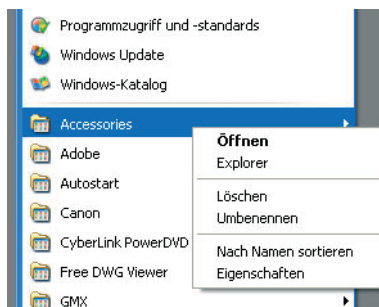 Programmzugriff und -standards
Windows Update
Windows-Katalog
Accessories
Adobe
Autostart
Canon
CyberLink PowerDVD
Free DWG Viewer
GMX
Öffnen
Explorer
Löschen
Umbenennen
Nach Namen sortieren
Eigenschaften